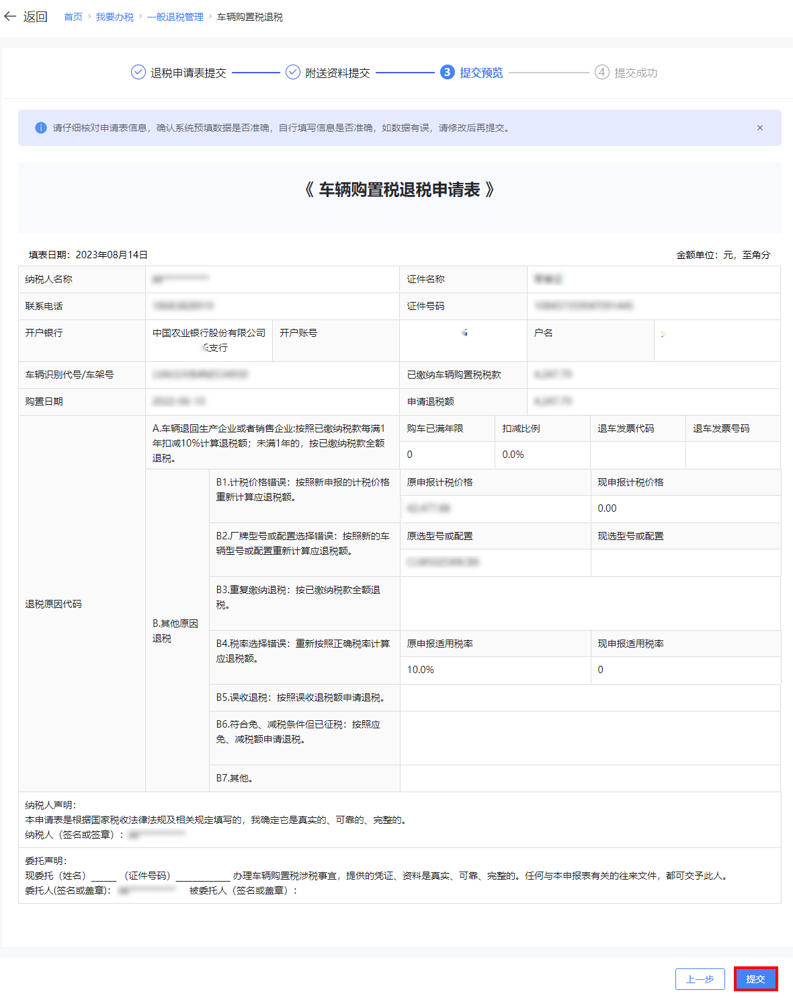 返回 首页 > 我要办税 > 一般退税管理 > 车辆购置税退税
退税申请表提交 附送资料提交 3 提交预览 4 提交成功
请仔细核对申请表信息，确认系统预填数据是否准确，自行填写信息是否准确，如数据有误，请修改后再提交。
《 车辆购置税退税申请表 》
填表日期：2023年08月14日 金额单位：元，至角分
纳税人名称 证件名称
联系电话 证件号码
开户银行 中国农业银行股份有限公司 开户账号 户名
支行
车辆识别代号/车架号 已缴纳车辆购置税税款
购置日期 申请退税额
退税原因代码
A.车辆退回生产企业或者销售企业:按照已缴纳税款每满1
年扣减10%计算退税额；未满1年的，按已缴纳税款全额
退税。
购车已满年限 扣减比例 退车发票代码 退车发票号码
0 0.0%
B.其他原因
退税
B1.计税价格错误：按照新申报的计税价格
重新计算应退税额。
原申报计税价格 现申报计税价格
0.00
B2.厂牌型号或配置选择错误：按照新的车
辆型号或配置重新计算应退税额。
原选型号或配置 现选型号或配置
B3.重复缴纳退税：按已缴纳税款全额退
税。
B4.税率选择错误：重新按照正确税率计算
应退税额。
原申报适用税率 现申报适用税率
10.0% 0
B5.误收退税：按照误收退税额申请退税。
B6.符合免、减税条件但已征税：按照应
免、减税额申请退税。
B7.其他。
纳税人声明：
本申请表是根据国家税收法律法规及相关规定填写的，我确定它是真实的、可靠的、完整的。
纳税人（签名或签章）：
委托声明：
现委托（姓名）______ （证件号码）_____________ 办理车辆购置税涉税事宜，提供的凭证、资料是真实、可靠、完整的。任何与本申报表有关的往来文件，都可交予此人。
委托人(签名或盖章)： 被委托人（签名或盖章）：
上一步 提交